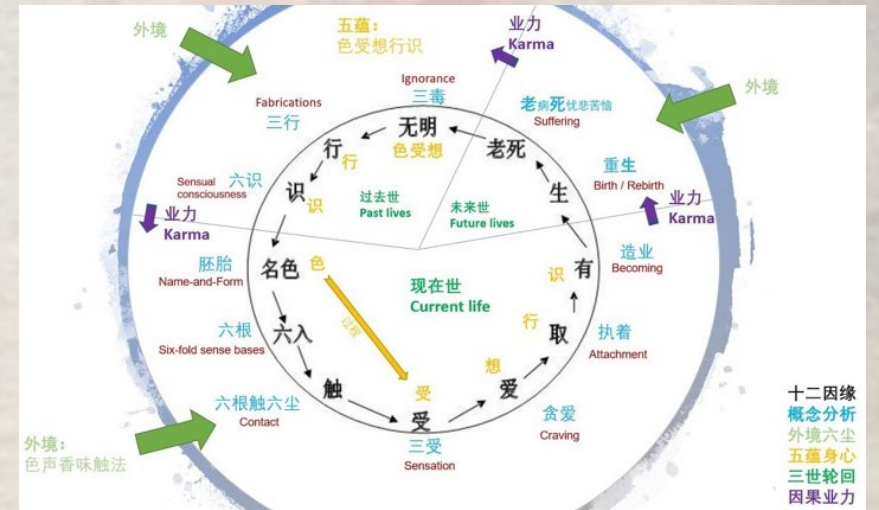 外境
五蕴：
色受想行识
业力
Karma
外境
Ignorance
三毒
Fabrications
三行
老病死忧悲苦恼
Suffering
无明
色受想
行
行
老死
重生
Birth / Rebirth
Sensual
consciousness
六识
识
识
过去世
Past lives
未来世
Future lives
生
业力
Karma
业力
Karma
胚胎
Name-and-Form
名色
色
现在世
Current life
识
有
造业
Becoming
六根
Six-fold sense bases
六入
过程
行
取
执着
Attachment
六根触六尘
Contact
触
受
受
想
爱
贪爱
Craving
三受
Sensation
外境：
色声香味触法
十二因缘
概念分析
外境六尘
五蕴身心
三世轮回
因果业力